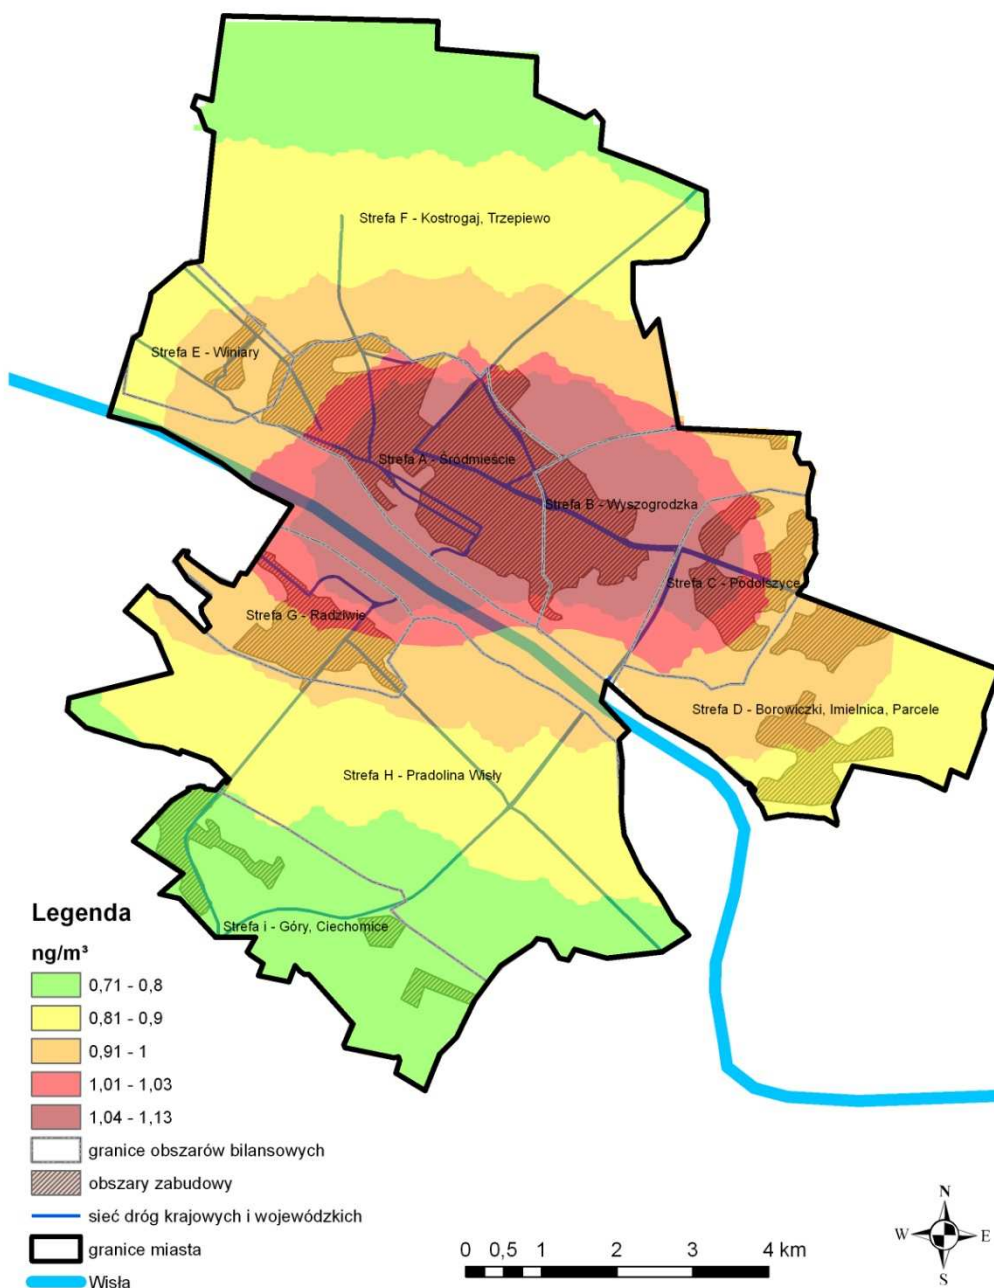 Strefa F - Kostrogaj, Trzepiewo
Strefa E - Winiary
Strefa A - Śródmieście
Strefa B - Wyszogrodzka
Strefa C - Podolszyce
Strefa G - Radziwie
Strefa D - Borowiczki, Imielnica, Parcele
Strefa H - Pradolina Wisły
Strefa i - Góry, Ciechomice
Legenda
ng/m³
0,71 - 0,8
0,81 - 0,9
0,91 - 1
1,01 - 1,03
1,04 - 1,13
granice obszarów bilansowych
obszary zabudowy
sieć dróg krajowych i wojewódzkich
granice miasta
Wisła
0 0,5 1 2 3 4 km
N
W E
S